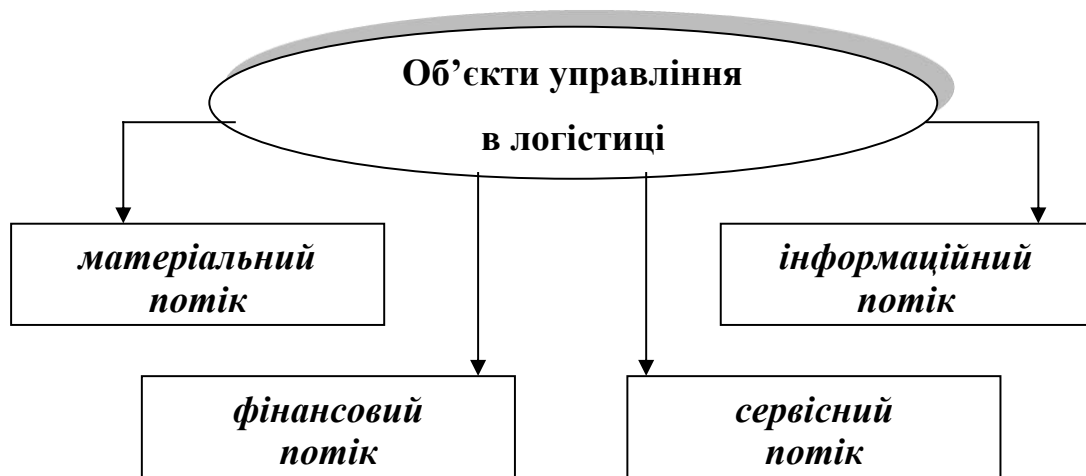 Об’єкти управління
в логістиці
матеріальний
потік
інформаційний
потік
фінансовий
потік
сервісний
потік